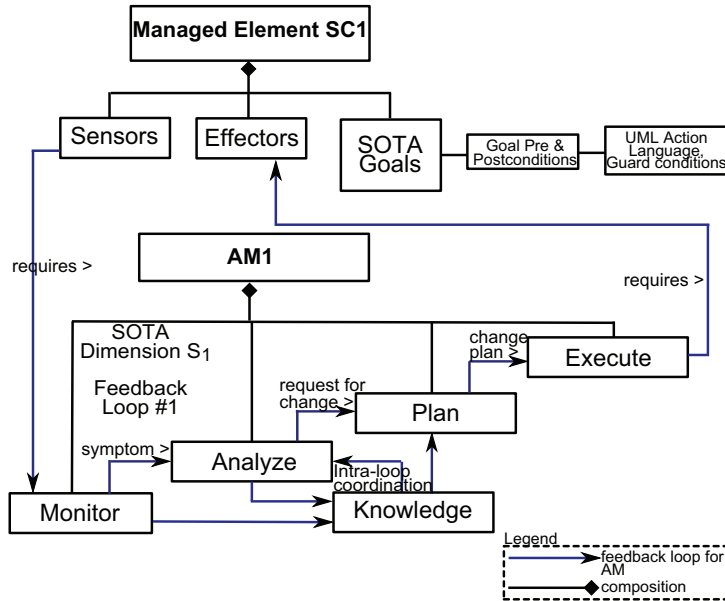 Managed Element SC1
Sensors
Effectors
SOTA
Goals
Goal Pre &
Postconditions
UML Action
Language,
Guard conditions
requires >
AM1
requires >
SOTA
Dimension S1
Feedback
Loop #1
change
plan >
Execute
request for
change >
Plan
symptom >
Analyze
Intra-loop
coordination
Monitor
Knowledge
Legend
feedback loop for
AM
composition